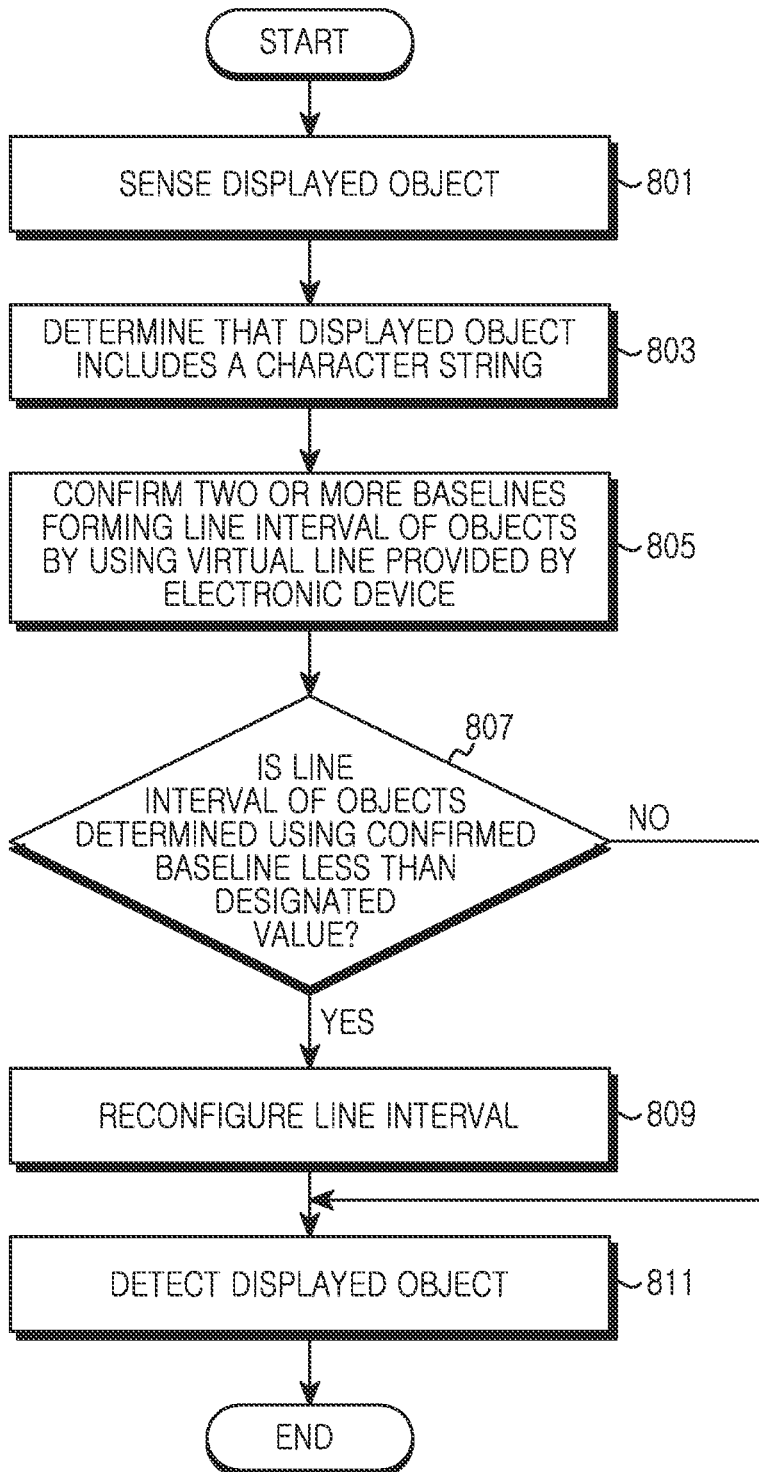 START
SENSE DISPLAYED OBJECT
801
DETERMINE THAT DISPLAYED OBJECT
INCLUDES A CHARACTER STRING
803
CONFIRM TWO OR MORE BASELINES
FORMING LINE INTERVAL OF OBJECTS
BY USING VIRTUAL LINE PROVIDED BY
ELECTRONIC DEVICE
805
807
IS LINE
INTERVAL OF OBJECTS
DETERMINED USING CONFIRMED
BASELINE LESS THAN
DESIGNATED
VALUE?
NO
YES
RECONFIGURE LINE INTERVAL
809
DETECT DISPLAYED OBJECT
811
END